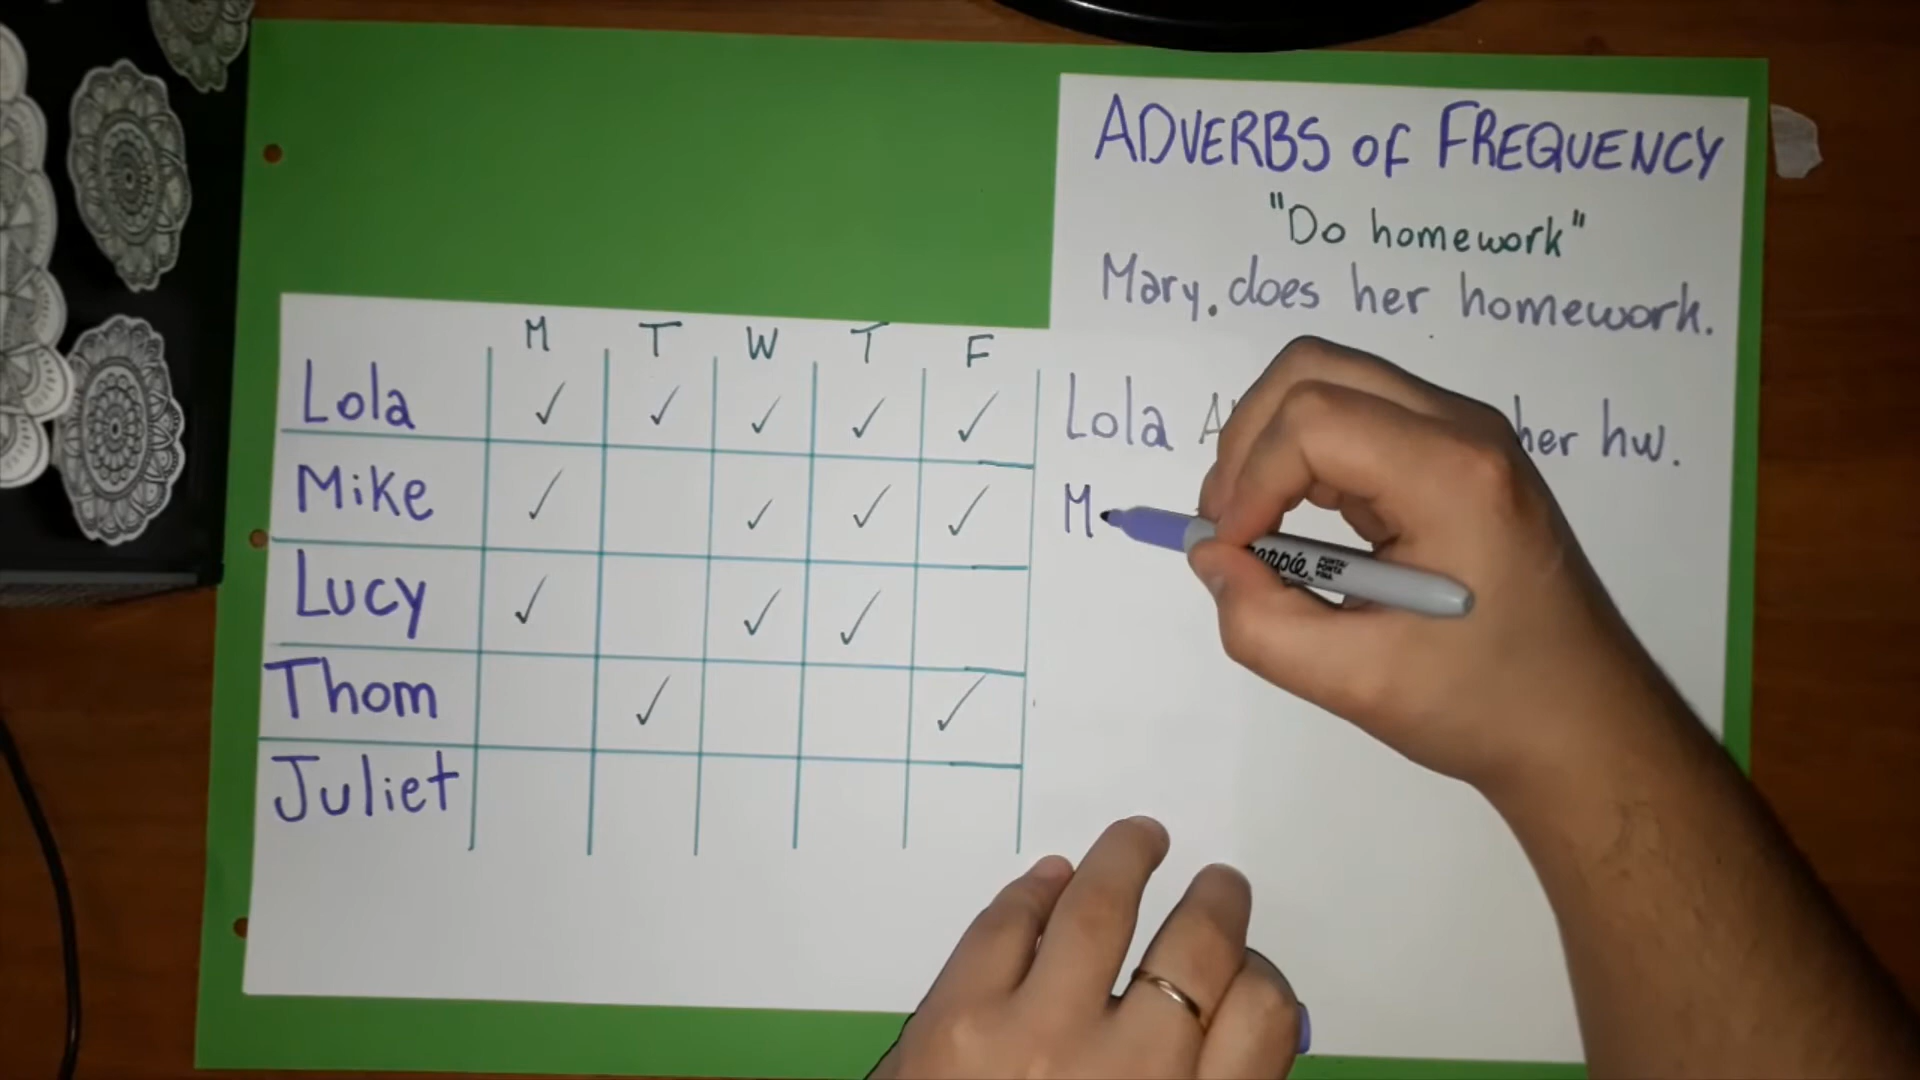 ADVERBS of FREQUENCY
"Do homework"
Mary. does her homework.
M T W T F
Lola ✓ ✓ ✓ ✓ ✓
Mike ✓ ✓ ✓ ✓
Lucy ✓ ✓ ✓
Thom ✓ ✓
Juliet
Lola her hw.
M